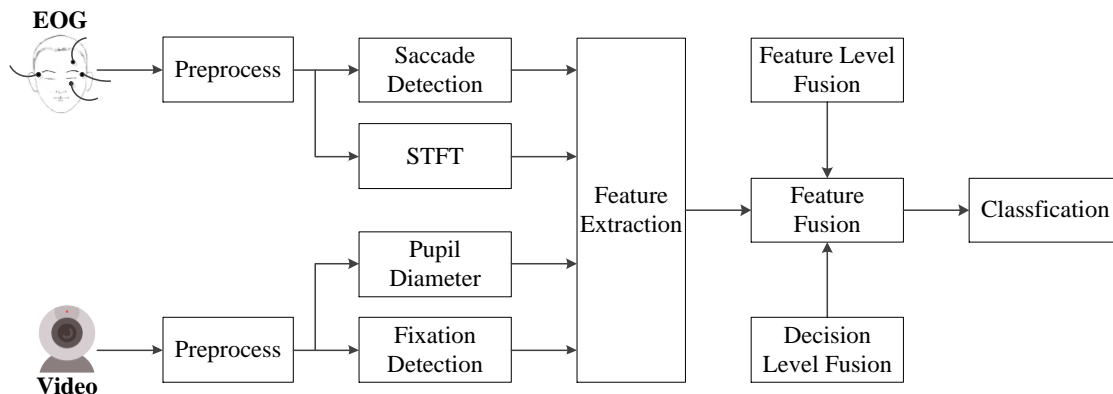 EOG
Preprocess
Saccade
Detection
STFT
Feature
Extraction
Feature Level
Fusion
Feature
Fusion
Classfication
Pupil
Diameter
Video
Preprocess
Fixation
Detection
Decision
Level Fusion